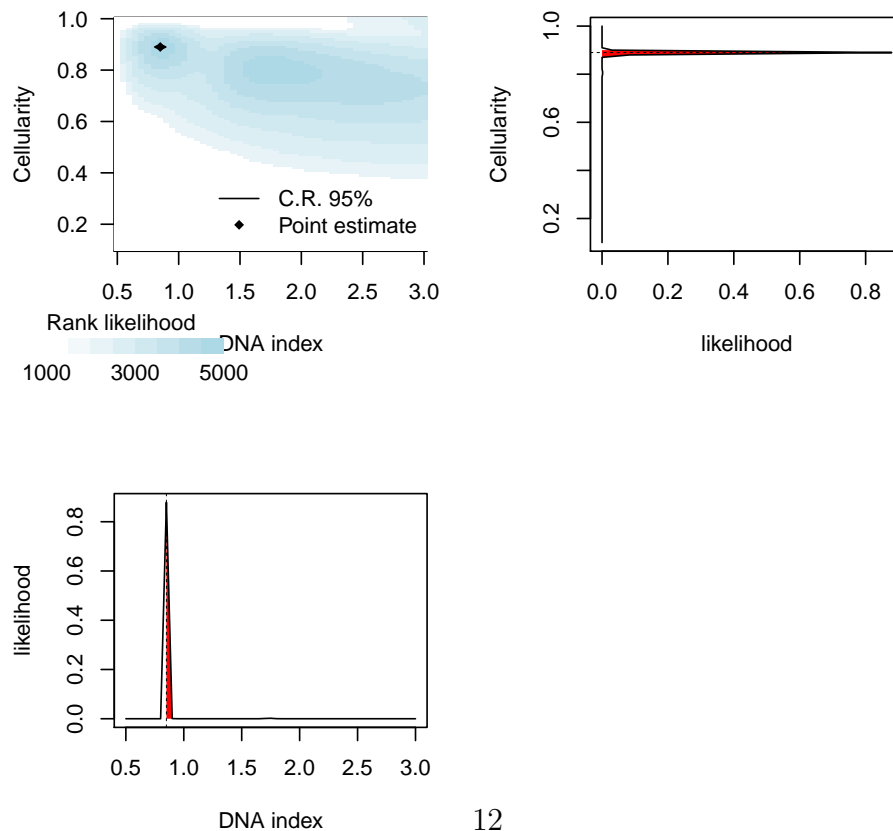 1.0
0.8
0.6
0.4
0.2
Cellularity
C.R. 95%
Point estimate
0.5 1.0 1.5 2.0 2.5 3.0
DNA index
Rank likelihood
1000 3000 5000
1.0
0.6
0.2
Cellularity
0.0 0.2 0.4 0.6 0.8
likelihood
0.8
0.6
0.4
0.2
0.0
likelihood
0.5 1.0 1.5 2.0 2.5 3.0
DNA index
12